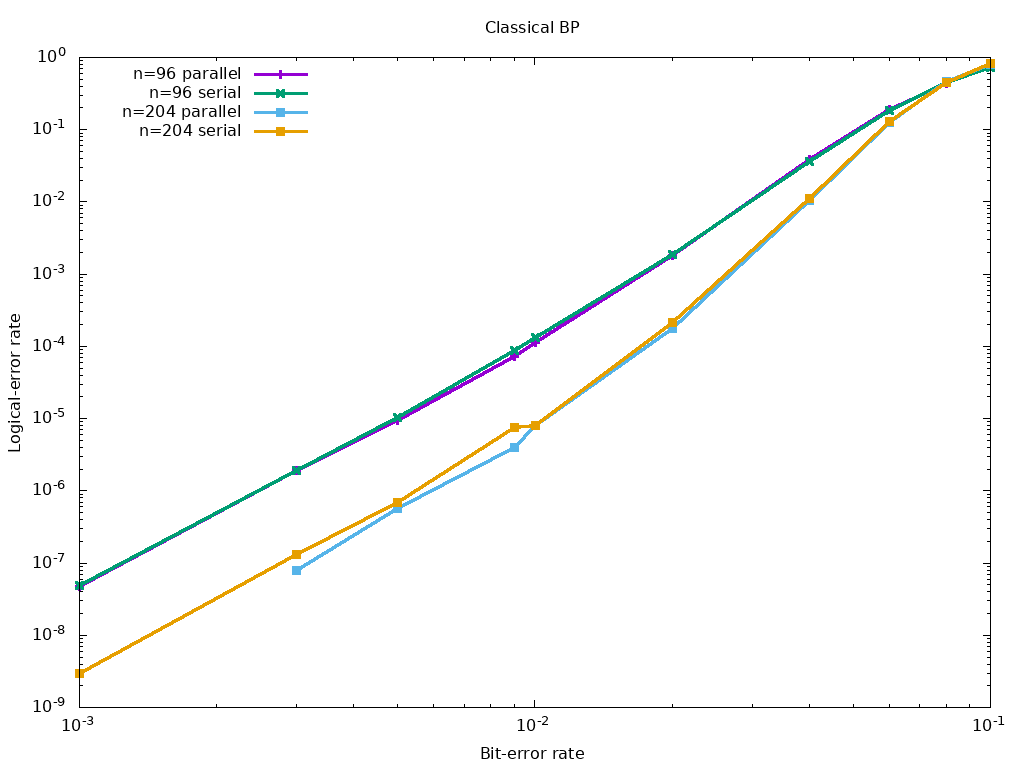 Classical BP
n=96 parallel
n=96 serial
n=204 parallel
n=204 serial
10^0
10^-1
10^-2
10^-3
10^-4
10^-5
10^-6
10^-7
10^-8
10^-9
Logical-error rate
10^-3 10^-2 10^-1
Bit-error rate